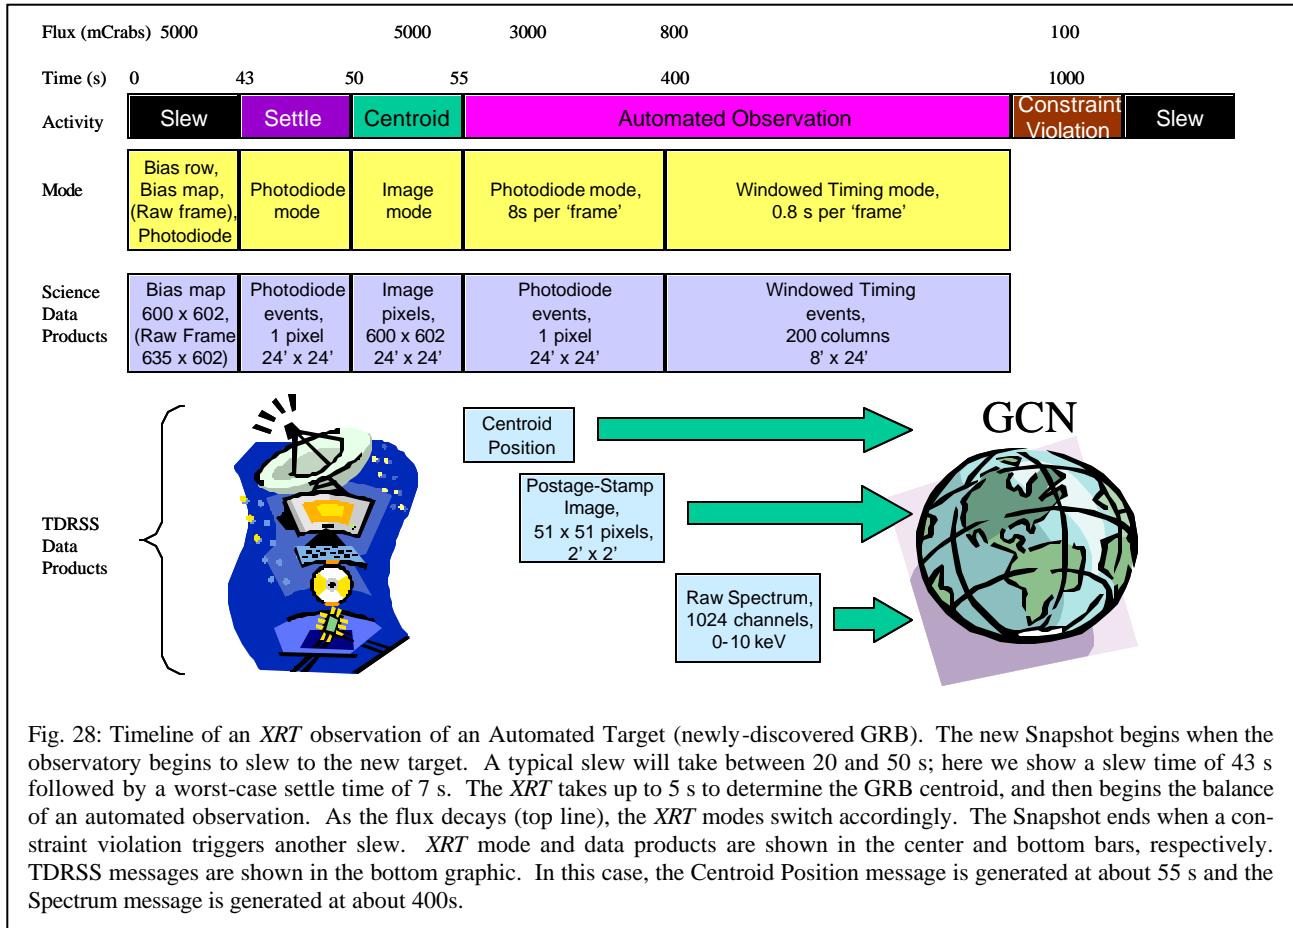 Flux (mCrabs) 5000 5000 3000 800 100
Time (s) 0 43 50 55 400 1000
Activity
Slew
Settle
Centroid
Automated Observation
Constraint
Violation
Slew
Mode
Bias row,
Bias map,
(Raw frame),
Photodiode
Photodiode
mode
Image
mode
Photodiode mode,
8s per ‘frame’
Windowed Timing mode,
0.8 s per ‘frame’
Science
Data
Products
Bias map
600 x 602,
(Raw Frame
635 x 602)
Photodiode
events,
1 pixel
24’ x 24’
Image
pixels,
600 x 602
24’ x 24’
Photodiode
events,
1 pixel
24’ x 24’
Windowed Timing
events,
200 columns
8’ x 24’
TDRSS
Data
Products
Centroid
Position
Postage-Stamp
Image,
51 x 51 pixels,
2’ x 2’
Raw Spectrum,
1024 channels,
0-10 keV
GCN
Fig. 28: Timeline of an XRT observation of an Automated Target (newly-discovered GRB). The new Snapshot begins when the
observatory begins to slew to the new target. A typical slew will take between 20 and 50 s; here we show a slew time of 43 s
followed by a worst-case settle time of 7 s. The XRT takes up to 5 s to determine the GRB centroid, and then begins the balance
of an automated observation. As the flux decays (top line), the XRT modes switch accordingly. The Snapshot ends when a con-
straint violation triggers another slew. XRT mode and data products are shown in the center and bottom bars, respectively.
TDRSS messages are shown in the bottom graphic. In this case, the Centroid Position message is generated at about 55 s and the
Spectrum message is generated at about 400s.